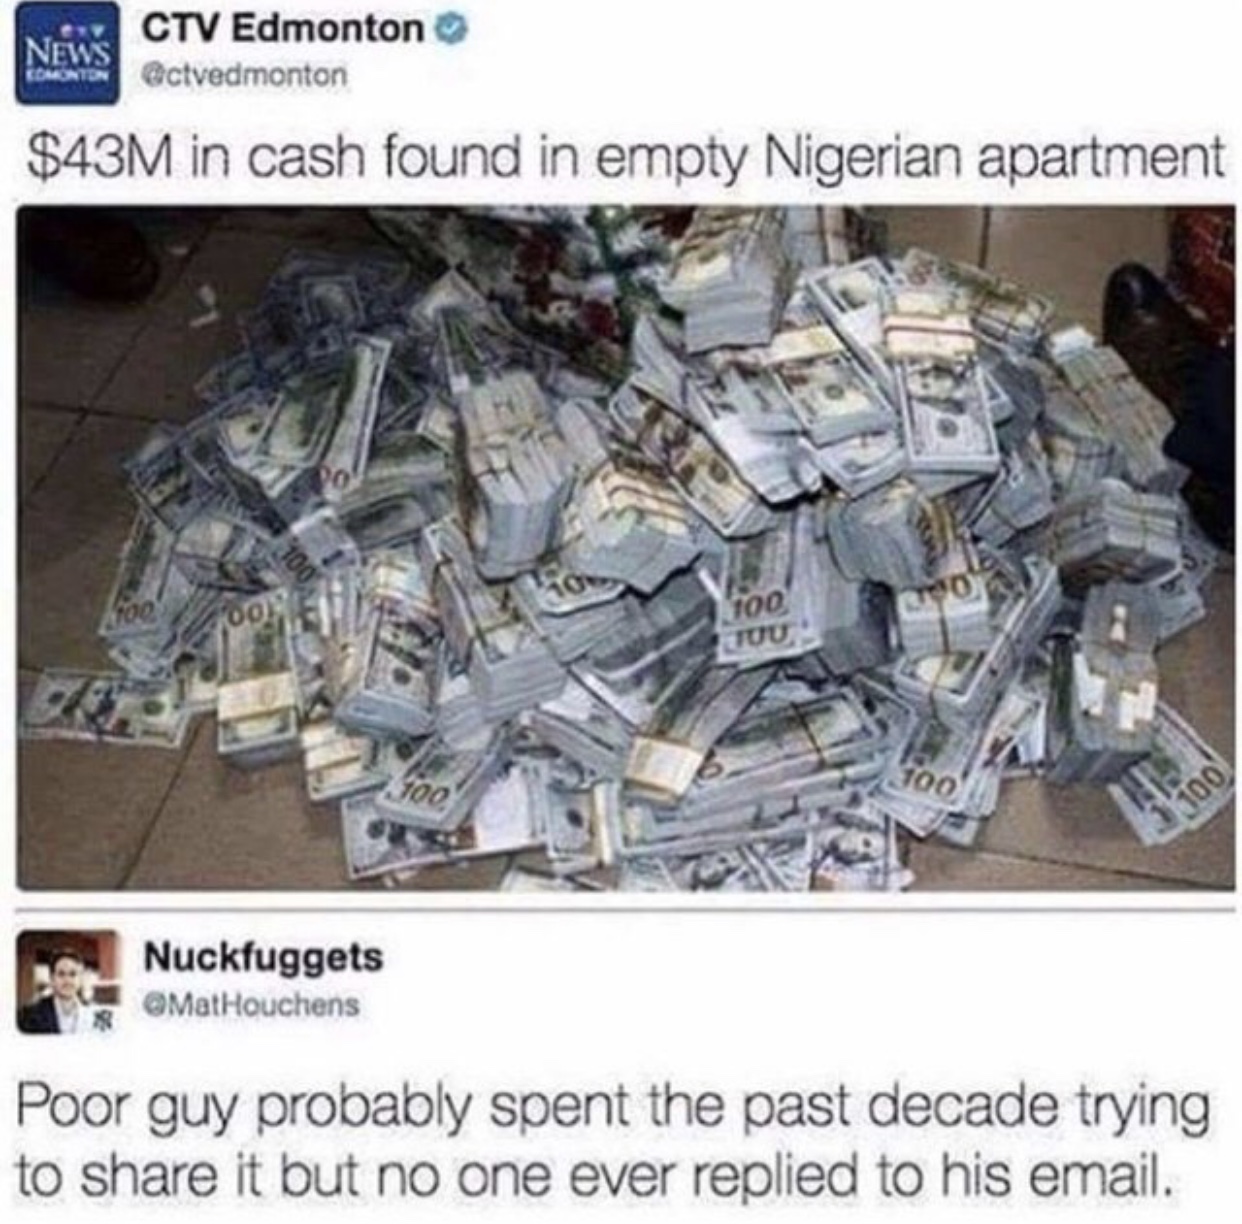 NEWS
EDMONTON
CTV Edmonton
@ctvedmonton
$43M in cash found in empty Nigerian apartment
100
100
100
100
100
100
100
Nuckfuggets
@MatHouchens
Poor guy probably spent the past decade trying
to share it but no one ever replied to his email.